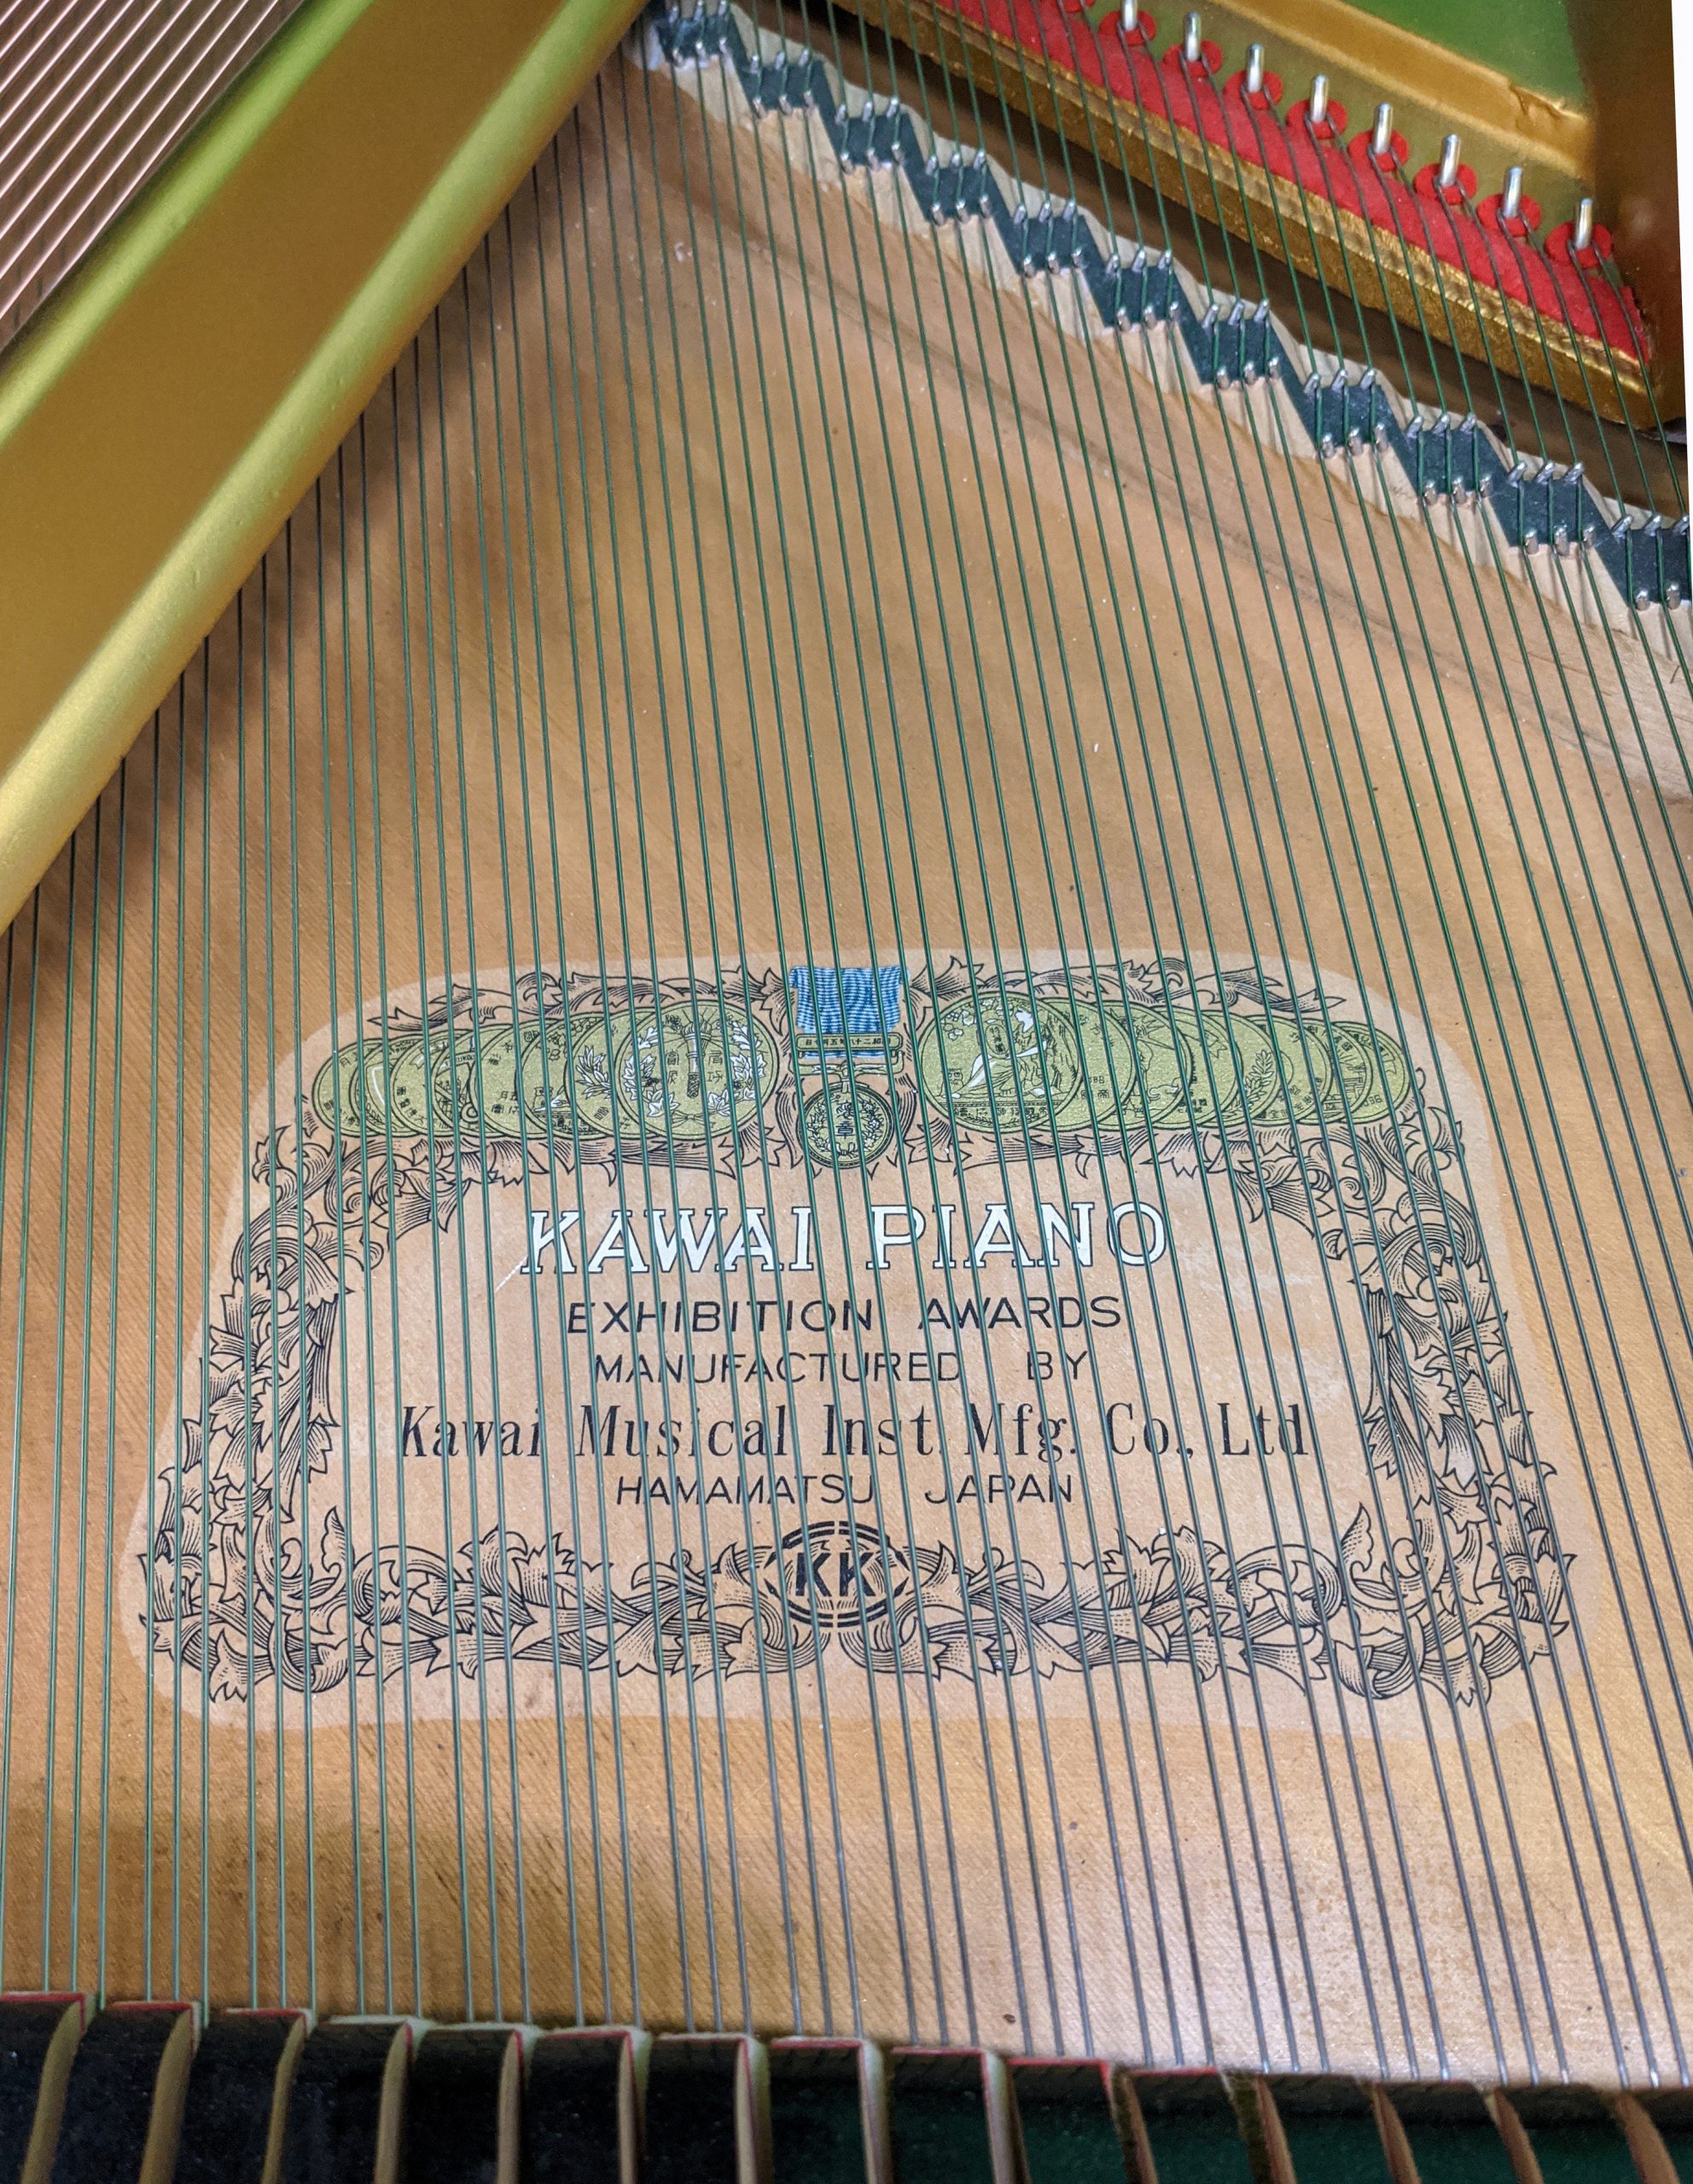 KAWAI PIANO
EXHIBITION AWARDS
MANUFACTURED BY
Kawai Musical Inst. Mfg. Co., Ltd
HAMAMATSU JAPAN
KK